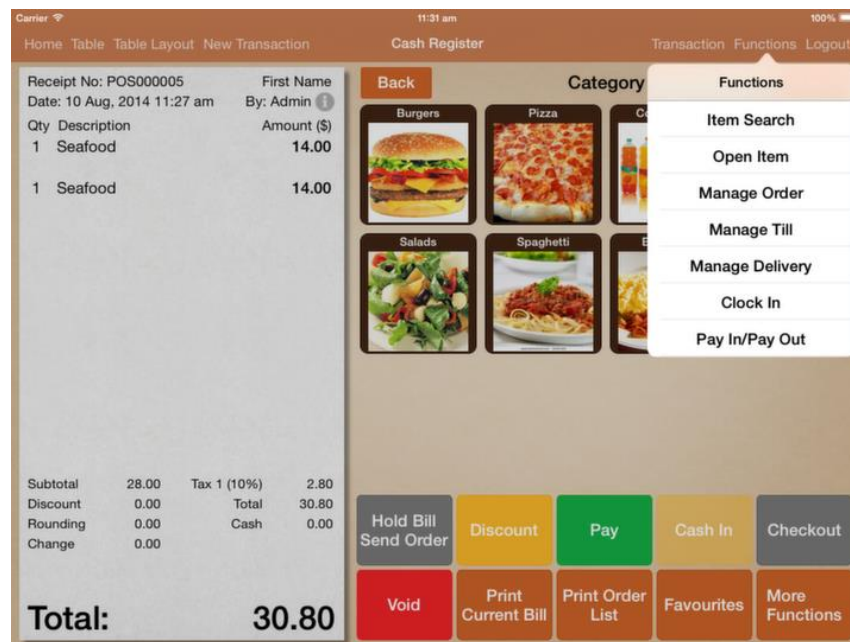 Carrier 11:31 am 100%
Home Table Table Layout New Transaction Cash Register Transaction Functions Logout
Receipt No: POS000005 First Name
Date: 10 Aug, 2014 11:27 am By: Admin
Qty Description Amount ($)
1 Seafood 14.00
1 Seafood 14.00
Subtotal 28.00 Tax 1 (10%) 2.80
Discount 0.00 Total 30.80
Rounding 0.00 Cash 0.00
Change 0.00
Total: 30.80
Back Category
Burgers Pizza
Salads Spaghetti
Functions
Item Search
Open Item
Manage Order
Manage Till
Manage Delivery
Clock In
Pay In/Pay Out
Hold Bill
Send Order
Discount
Pay
Cash In
Checkout
Void
Print
Current Bill
Print Order
List
Favourites
More
Functions